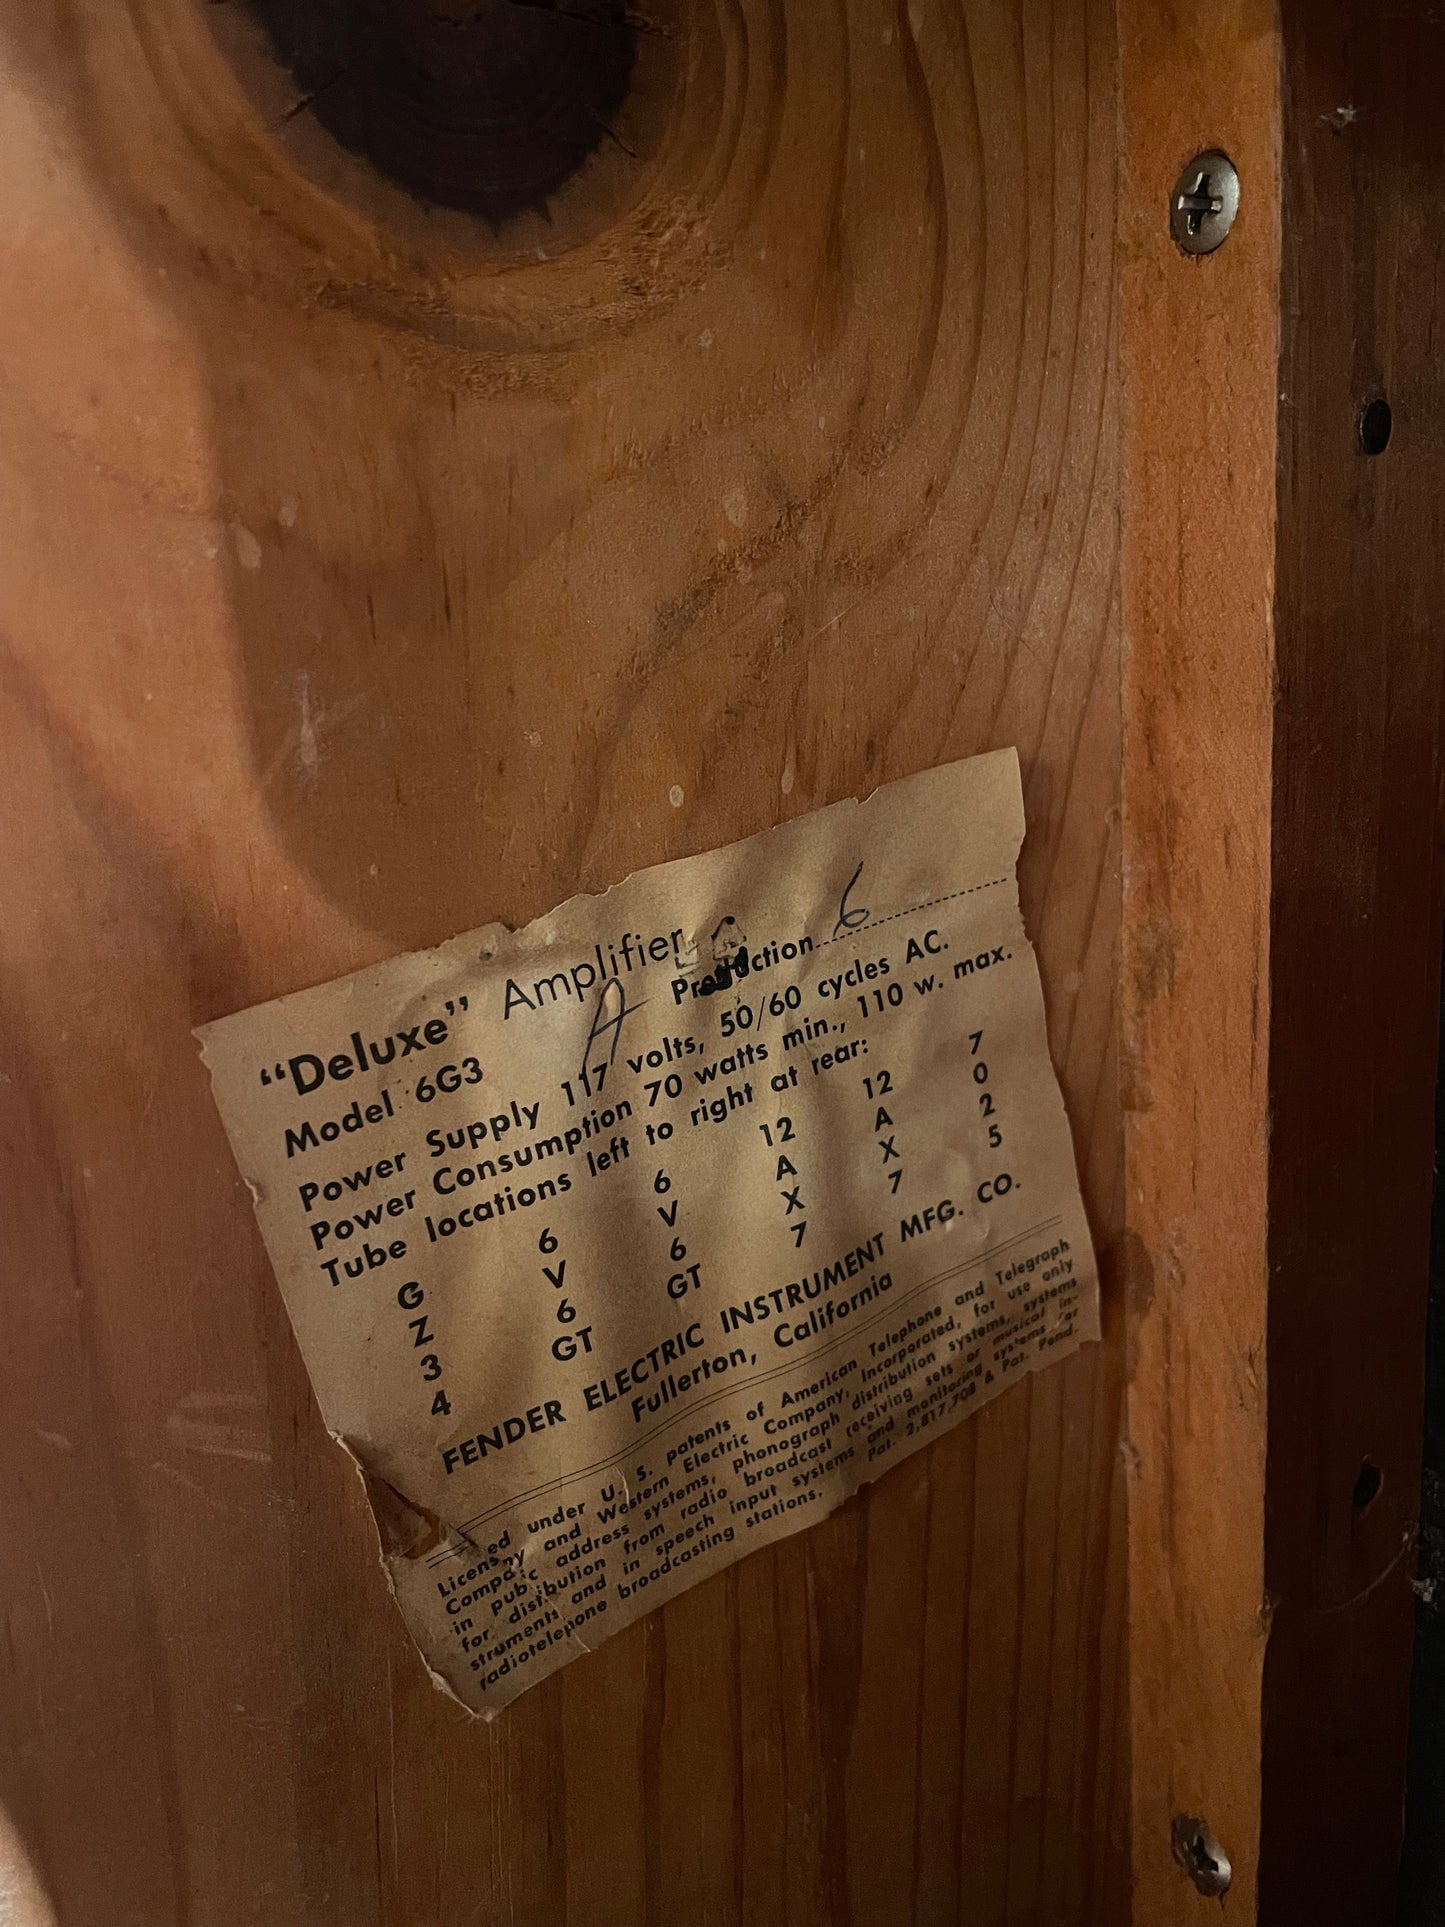 “Deluxe” Amplifier
Model 6G3 A Production 6
Power Supply 117 volts, 50/60 cycles AC.
Power Consumption 70 watts min., 110 w. max.
Tube locations left to right at rear:
G 6 6 12 12 7
Z V V A A 0
3 6 6 X X 2
4 GT GT 7 7 5
FENDER ELECTRIC INSTRUMENT MFG. CO.
Fullerton, California
Licensed under U. S. patents of American Telephone and Telegraph
Company and Western Electric Company, Incorporated, for use only
in public address systems, phonograph distribution systems, systems
for distribution from radio broadcast receiving sets or musical in-
struments and in speech input systems and monitoring systems for
radiotelepone broadcasting stations. Pat. 2,817,708 & Pat. Pend.